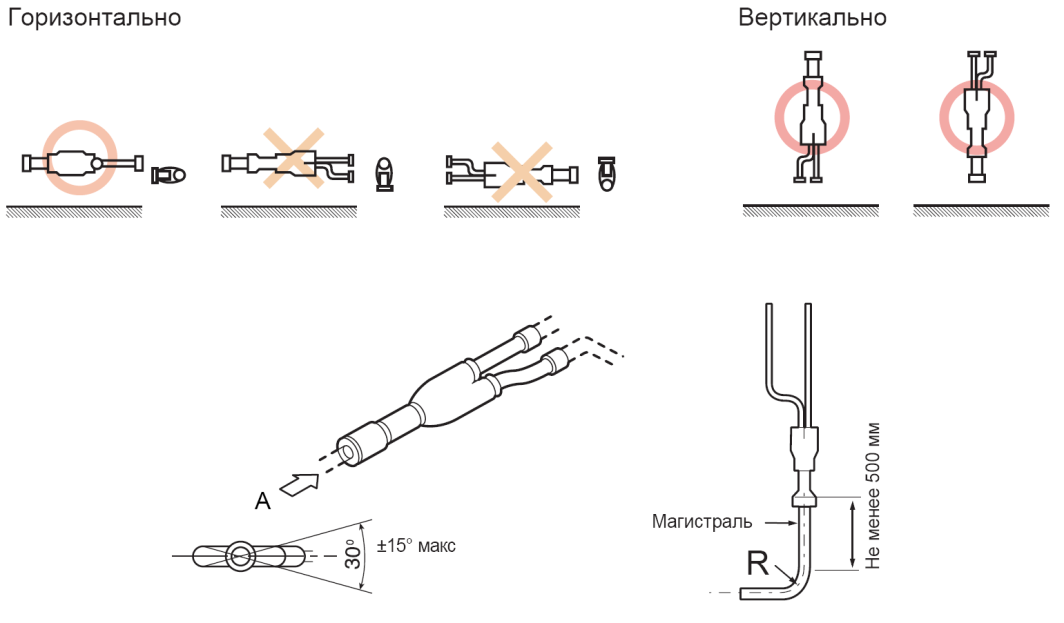 Горизонтально
Вертикально
A
30°
±15° макс
Магистраль
R
Не менее 500 мм